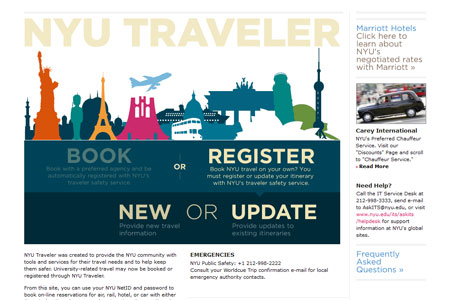 NYU TRAVELER
BOOK
Book with a preferred agency and be
automatically registered with NYU's
traveler safety service.
OR
REGISTER
Book NYU travel on your own? You
must register or update your itinerary
with NYU's traveler safety service.
NEW OR UPDATE
Provide new travel
information
Provide updates to
existing itineraries
NYU Traveler was created to provide the NYU community with
tools and services for their travel needs and to help keep
them safer. University-related travel may now be booked or
registered through NYU Traveler.
From this site, you can use your NYU NetID and password to
book on-line reservations for air, rail, hotel, or car with either
EMERGENCIES
NYU Public Safety: +1 212-998-2222
Consult your Worldcue Trip confirmation e-mail for local
emergency authority contacts.
Marriott Hotels
Click here to
learn about
NYU's
negotiated rates
with Marriott »
Carey International
NYU's Preferred Chauffeur
Service. Visit our
"Discounts" Page and scroll
to "Chauffeur Service."
› Read More
Need Help?
Call the IT Service Desk at
212-998-3333, send e-mail
to AskITS@nyu.edu, or visit
www.nyu.edu/its/askits
/helpdesk for support
information at NYU's global
sites.
Frequently
Asked
Questions »